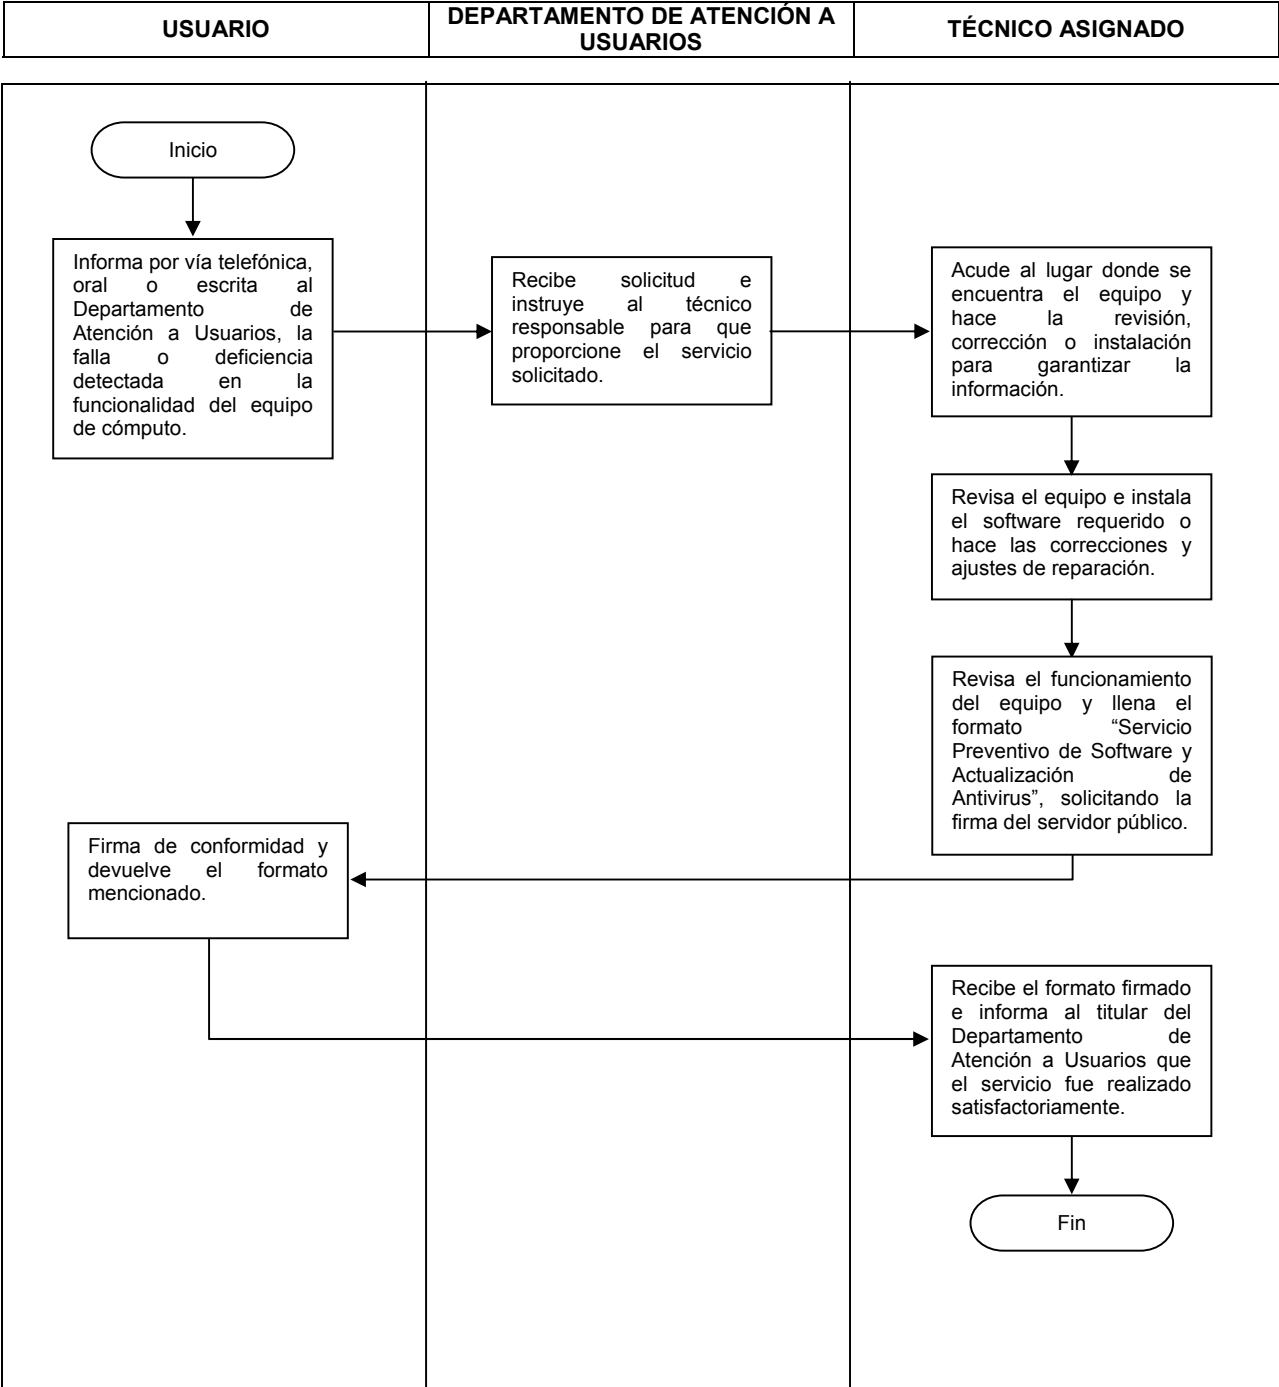 USUARIO
DEPARTAMENTO DE ATENCIÓN A
USUARIOS
TÉCNICO ASIGNADO
Inicio
Informa por vía telefónica,
oral o escrita al
Departamento de
Atención a Usuarios, la
falla o deficiencia
detectada en la
funcionalidad del equipo
de cómputo.
Recibe solicitud e
instruye al técnico
responsable para que
proporcione el servicio
solicitado.
Acude al lugar donde se
encuentra el equipo y
hace la revisión,
corrección o instalación
para garantizar la
información.
Revisa el equipo e instala
el software requerido o
hace las correcciones y
ajustes de reparación.
Revisa el funcionamiento
del equipo y llena el
formato “Servicio
Preventivo de Software y
Actualización de
Antivirus”, solicitando la
firma del servidor público.
Firma de conformidad y
devuelve el formato
mencionado.
Recibe el formato firmado
e informa al titular del
Departamento de
Atención a Usuarios que
el servicio fue realizado
satisfactoriamente.
Fin